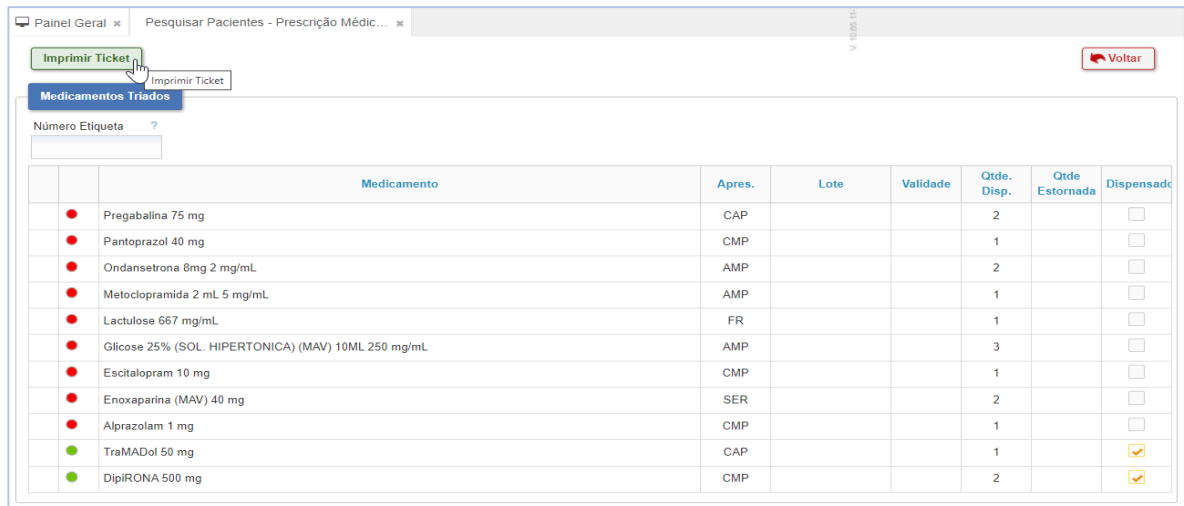 Painel Geral × Pesquisar Pacientes - Prescrição Médic... ×
V. 10.65.11-
Imprimir Ticket Voltar
Imprimir Ticket
Medicamentos Triados
Número Etiqueta ?
Medicamento Apres. Lote Validade Qtde. Disp. Qtde Estornada Dispensado
Pregabalina 75 mg CAP 2
Pantoprazol 40 mg CMP 1
Ondansetrona 8mg 2 mg/mL AMP 2
Metoclopramida 2 mL 5 mg/mL AMP 1
Lactulose 667 mg/mL FR 1
Glicose 25% (SOL. HIPERTONICA) (MAV) 10ML 250 mg/mL AMP 3
Escitalopram 10 mg CMP 1
Enoxaparina (MAV) 40 mg SER 2
Alprazolam 1 mg CMP 1
TraMADol 50 mg CAP 1
DipiRONA 500 mg CMP 2